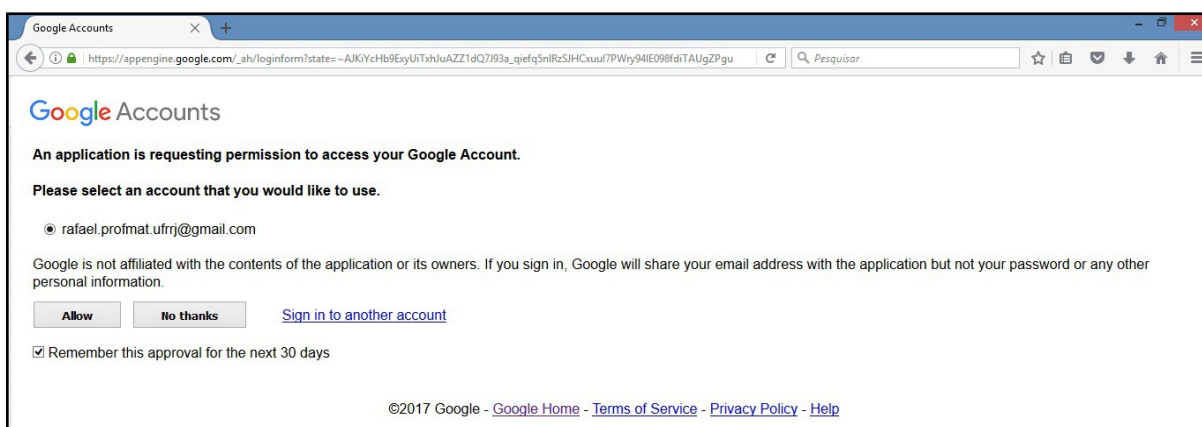 Google Accounts
https://appengine.google.com/_ah/loginform?state=~AJKiYcHb9ExyUiTxhJuAZZ1dQ7J93a_qiefq5nlRzSJHCxuul7PWry94lE098fdiTAUgZPgu
Pesquisar
Google Accounts
An application is requesting permission to access your Google Account.
Please select an account that you would like to use.
rafael.profmat.ufrrj@gmail.com
Google is not affiliated with the contents of the application or its owners. If you sign in, Google will share your email address with the application but not your password or any other
personal information.
Allow No thanks Sign in to another account
Remember this approval for the next 30 days
©2017 Google - Google Home - Terms of Service - Privacy Policy - Help